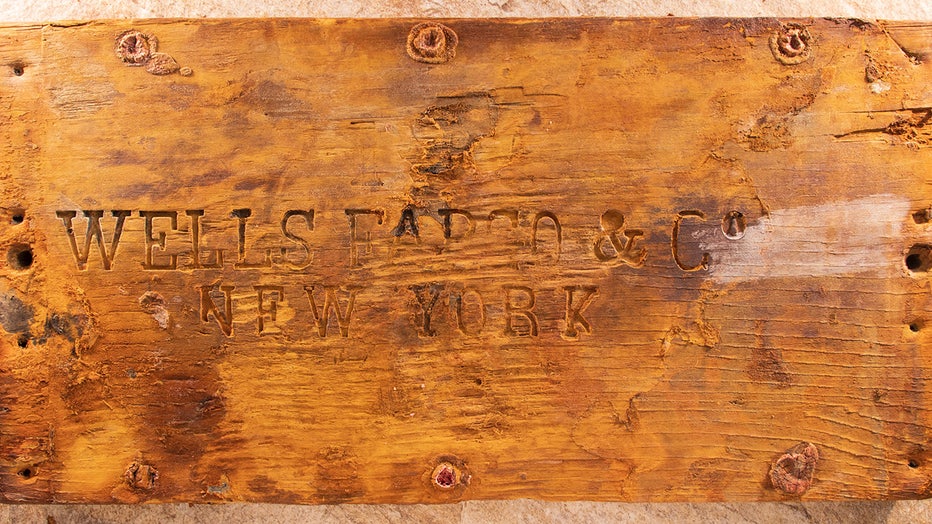 WELLS FARGO & Cº
NEW YORK